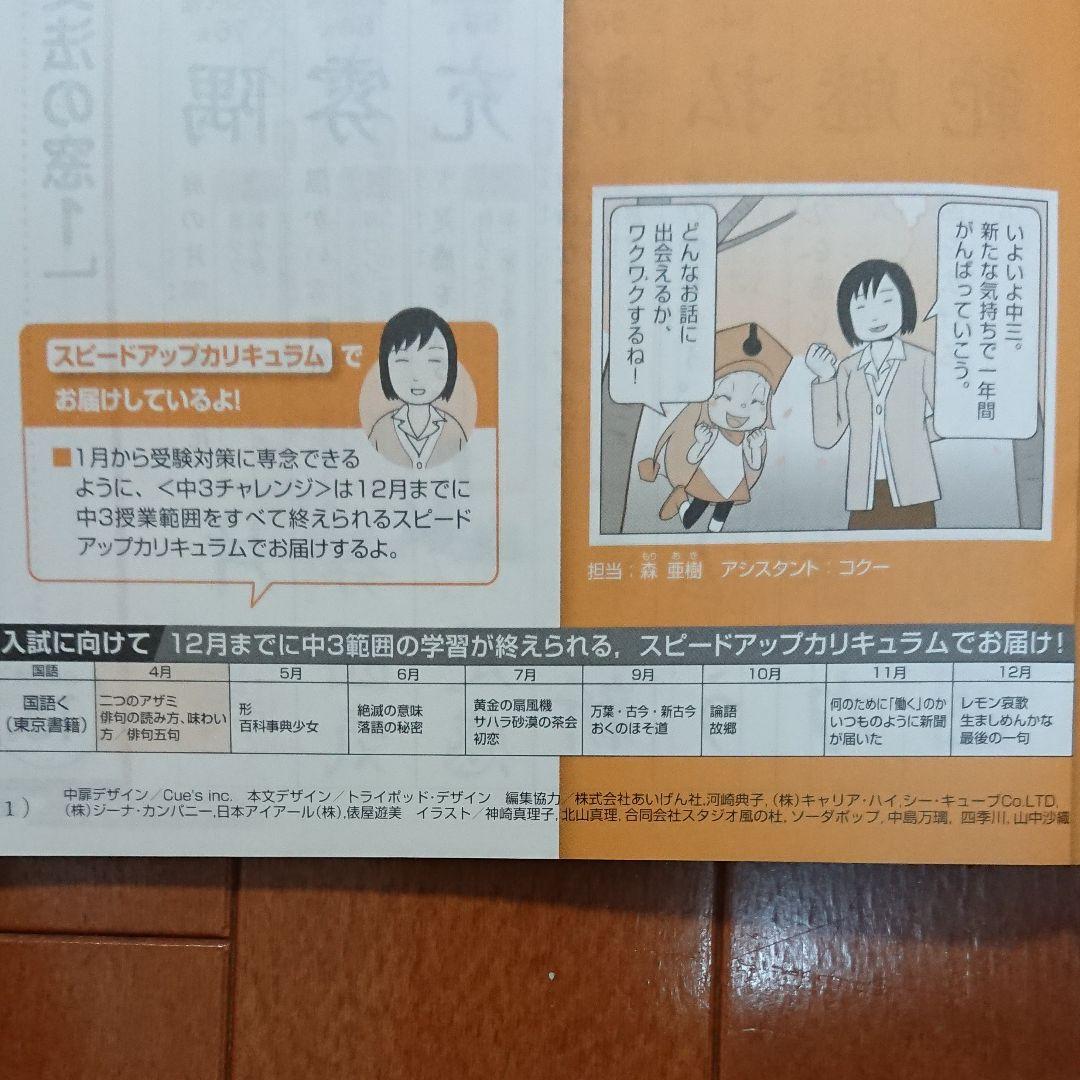 法の窓1」
隅
雰
充
いよいよ中三。
新たな気持ちで一年間
がんばっていこう。
どんなお話に
出会えるか、
ワクワクするね！
スピードアップカリキュラム で
お届けしているよ!
■1月から受験対策に専念できる
ように、＜中3チャレンジ＞は12月までに
中3授業範囲をすべて終えられるスピード
アップカリキュラムでお届けするよ。
もり あき
担当：森 亜樹 アシスタント：コクー
入試に向けて 12月までに中3範囲の学習が終えられる，スピードアップカリキュラムでお届け！
国語 4月 5月 6月 7月 9月 10月 11月 12月
国語く
（東京書籍）
二つのアザミ
俳句の読み方、味わい
方／俳句五句
形
百科事典少女
絶滅の意味
落語の秘密
黄金の扇風機
サハラ砂漠の茶会
初恋
万葉・古今・新古今
おくのほそ道
論語
故郷
何のために「働く」のか
いつものように新聞
が届いた
レモン哀歌
生ましめんかな
最後の一句
1）
中扉デザイン／Cue's inc. 本文デザイン／トライポッド・デザイン 編集協力／株式会社あいげん社,河崎典子,(株)キャリア・ハイ,シー・キューブCo.LTD,
(株)ジーナ・カンパニー,日本アイアール(株),俵屋遊美 イラスト／神崎真理子,北山真理,合同会社スタジオ風の杜,ソーダポップ,中島万璃,四季川,山中沙織